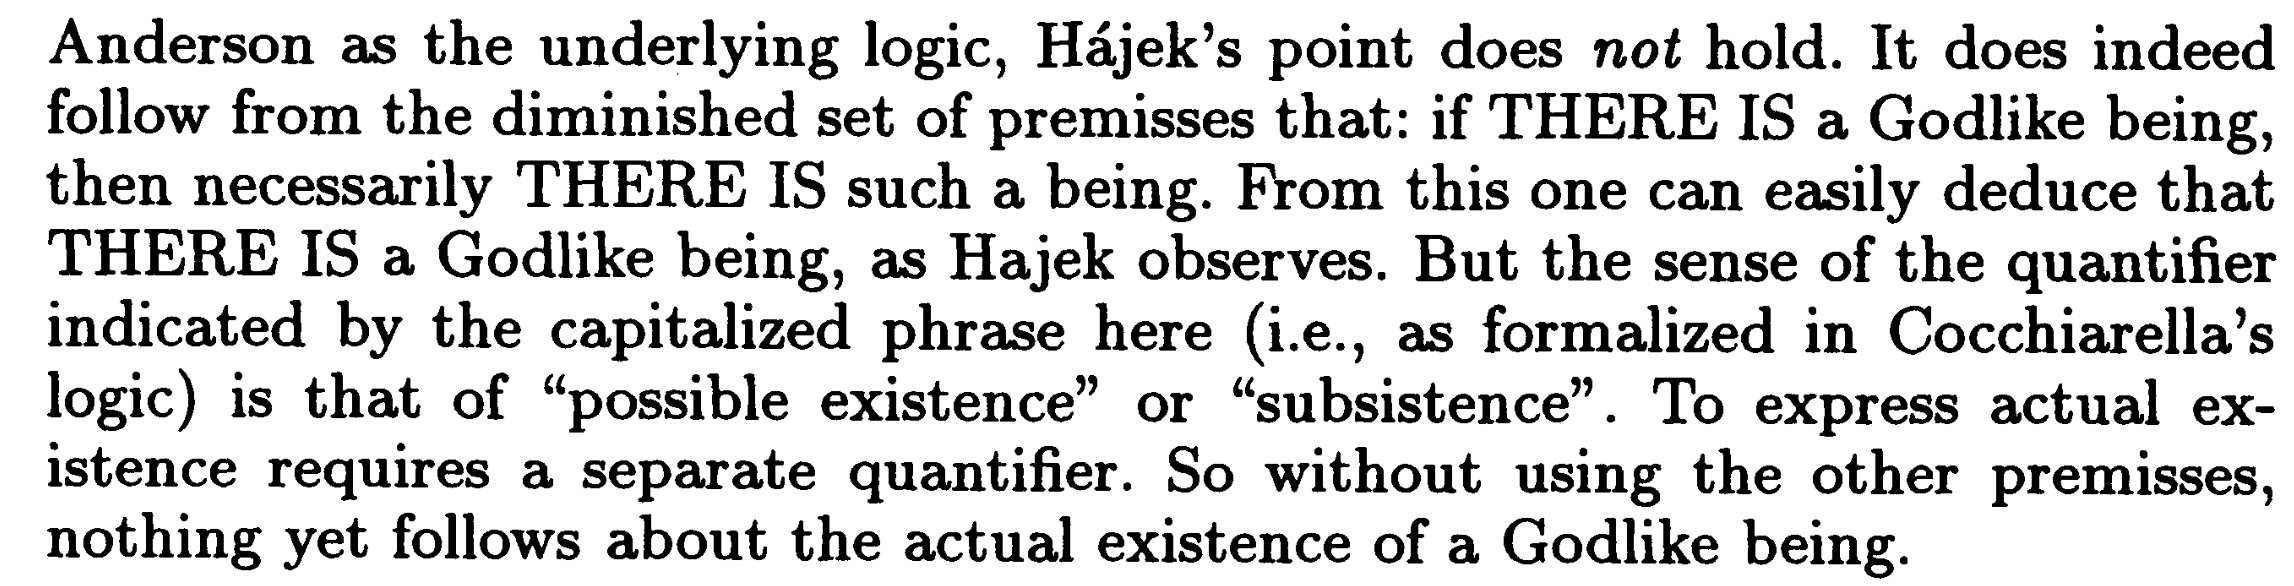 Anderson as the underlying logic, Hájek's point does not hold. It does indeed
follow from the diminished set of premisses that: if THERE IS a Godlike being,
then necessarily THERE IS such a being. From this one can easily deduce that
THERE IS a Godlike being, as Hajek observes. But the sense of the quantifier
indicated by the capitalized phrase here (i.e., as formalized in Cocchiarella's
logic) is that of “possible existence” or “subsistence”. To express actual ex-
istence requires a separate quantifier. So without using the other premisses,
nothing yet follows about the actual existence of a Godlike being.